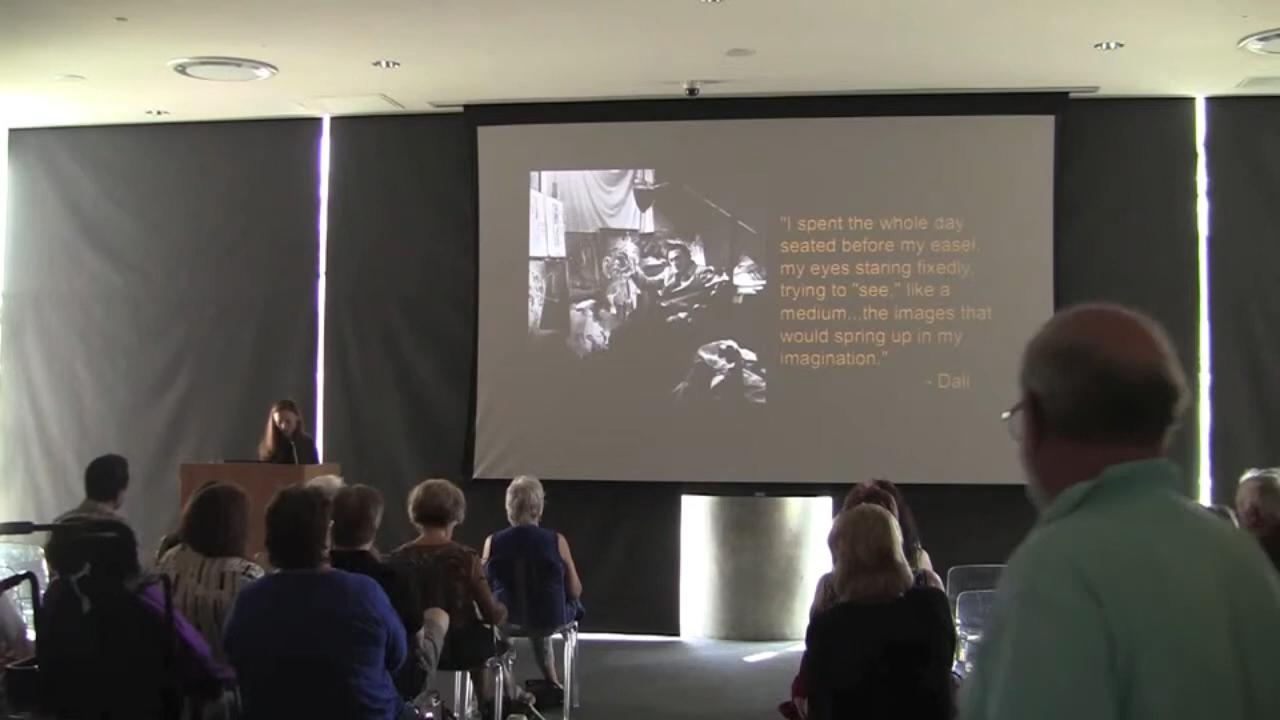 "I spent the whole day
seated before my easel,
my eyes staring fixedly,
trying to "see," like a
medium...the images that
would spring up in my
imagination."
- Dali